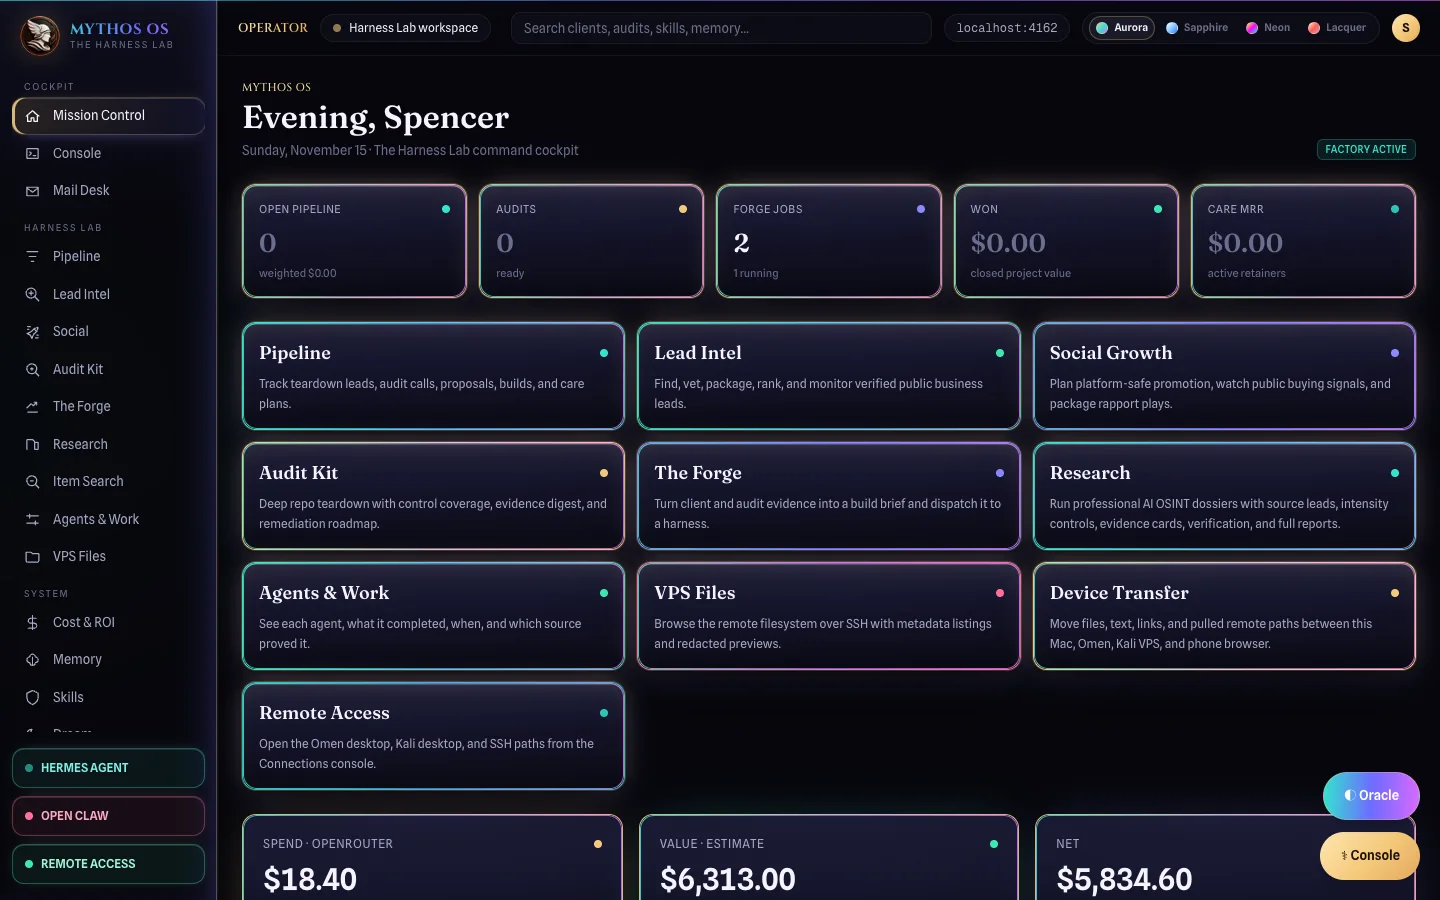 MYTHOS OS
THE HARNESS LAB
COCKPIT
Mission Control
Console
Mail Desk
HARNESS LAB
Pipeline
Lead Intel
Social
Audit Kit
The Forge
Research
Item Search
Agents & Work
VPS Files
SYSTEM
Cost & ROI
Memory
Skills
HERMES AGENT
OPEN CLAW
REMOTE ACCESS
OPERATOR
Harness Lab workspace
Search clients, audits, skills, memory...
localhost:4162
Aurora
Sapphire
Neon
Lacquer
S
MYTHOS OS
Evening, Spencer
Sunday, November 15 · The Harness Lab command cockpit
FACTORY ACTIVE
OPEN PIPELINE
0
weighted $0.00
AUDITS
0
ready
FORGE JOBS
2
1 running
WON
$0.00
closed project value
CARE MRR
$0.00
active retainers
Pipeline
Track teardown leads, audit calls, proposals, builds, and care
plans.
Lead Intel
Find, vet, package, rank, and monitor verified public business
leads.
Social Growth
Plan platform-safe promotion, watch public buying signals, and
package rapport plays.
Audit Kit
Deep repo teardown with control coverage, evidence digest, and
remediation roadmap.
The Forge
Turn client and audit evidence into a build brief and dispatch it to
a harness.
Research
Run professional AI OSINT dossiers with source leads, intensity
controls, evidence cards, verification, and full reports.
Agents & Work
See each agent, what it completed, when, and which source
proved it.
VPS Files
Browse the remote filesystem over SSH with metadata listings
and redacted previews.
Device Transfer
Move files, text, links, and pulled remote paths between this
Mac, Omen, Kali VPS, and phone browser.
Remote Access
Open the Omen desktop, Kali desktop, and SSH paths from the
Connections console.
SPEND · OPENROUTER
$18.40
VALUE · ESTIMATE
$6,313.00
NET
$5,834.60
Oracle
Console